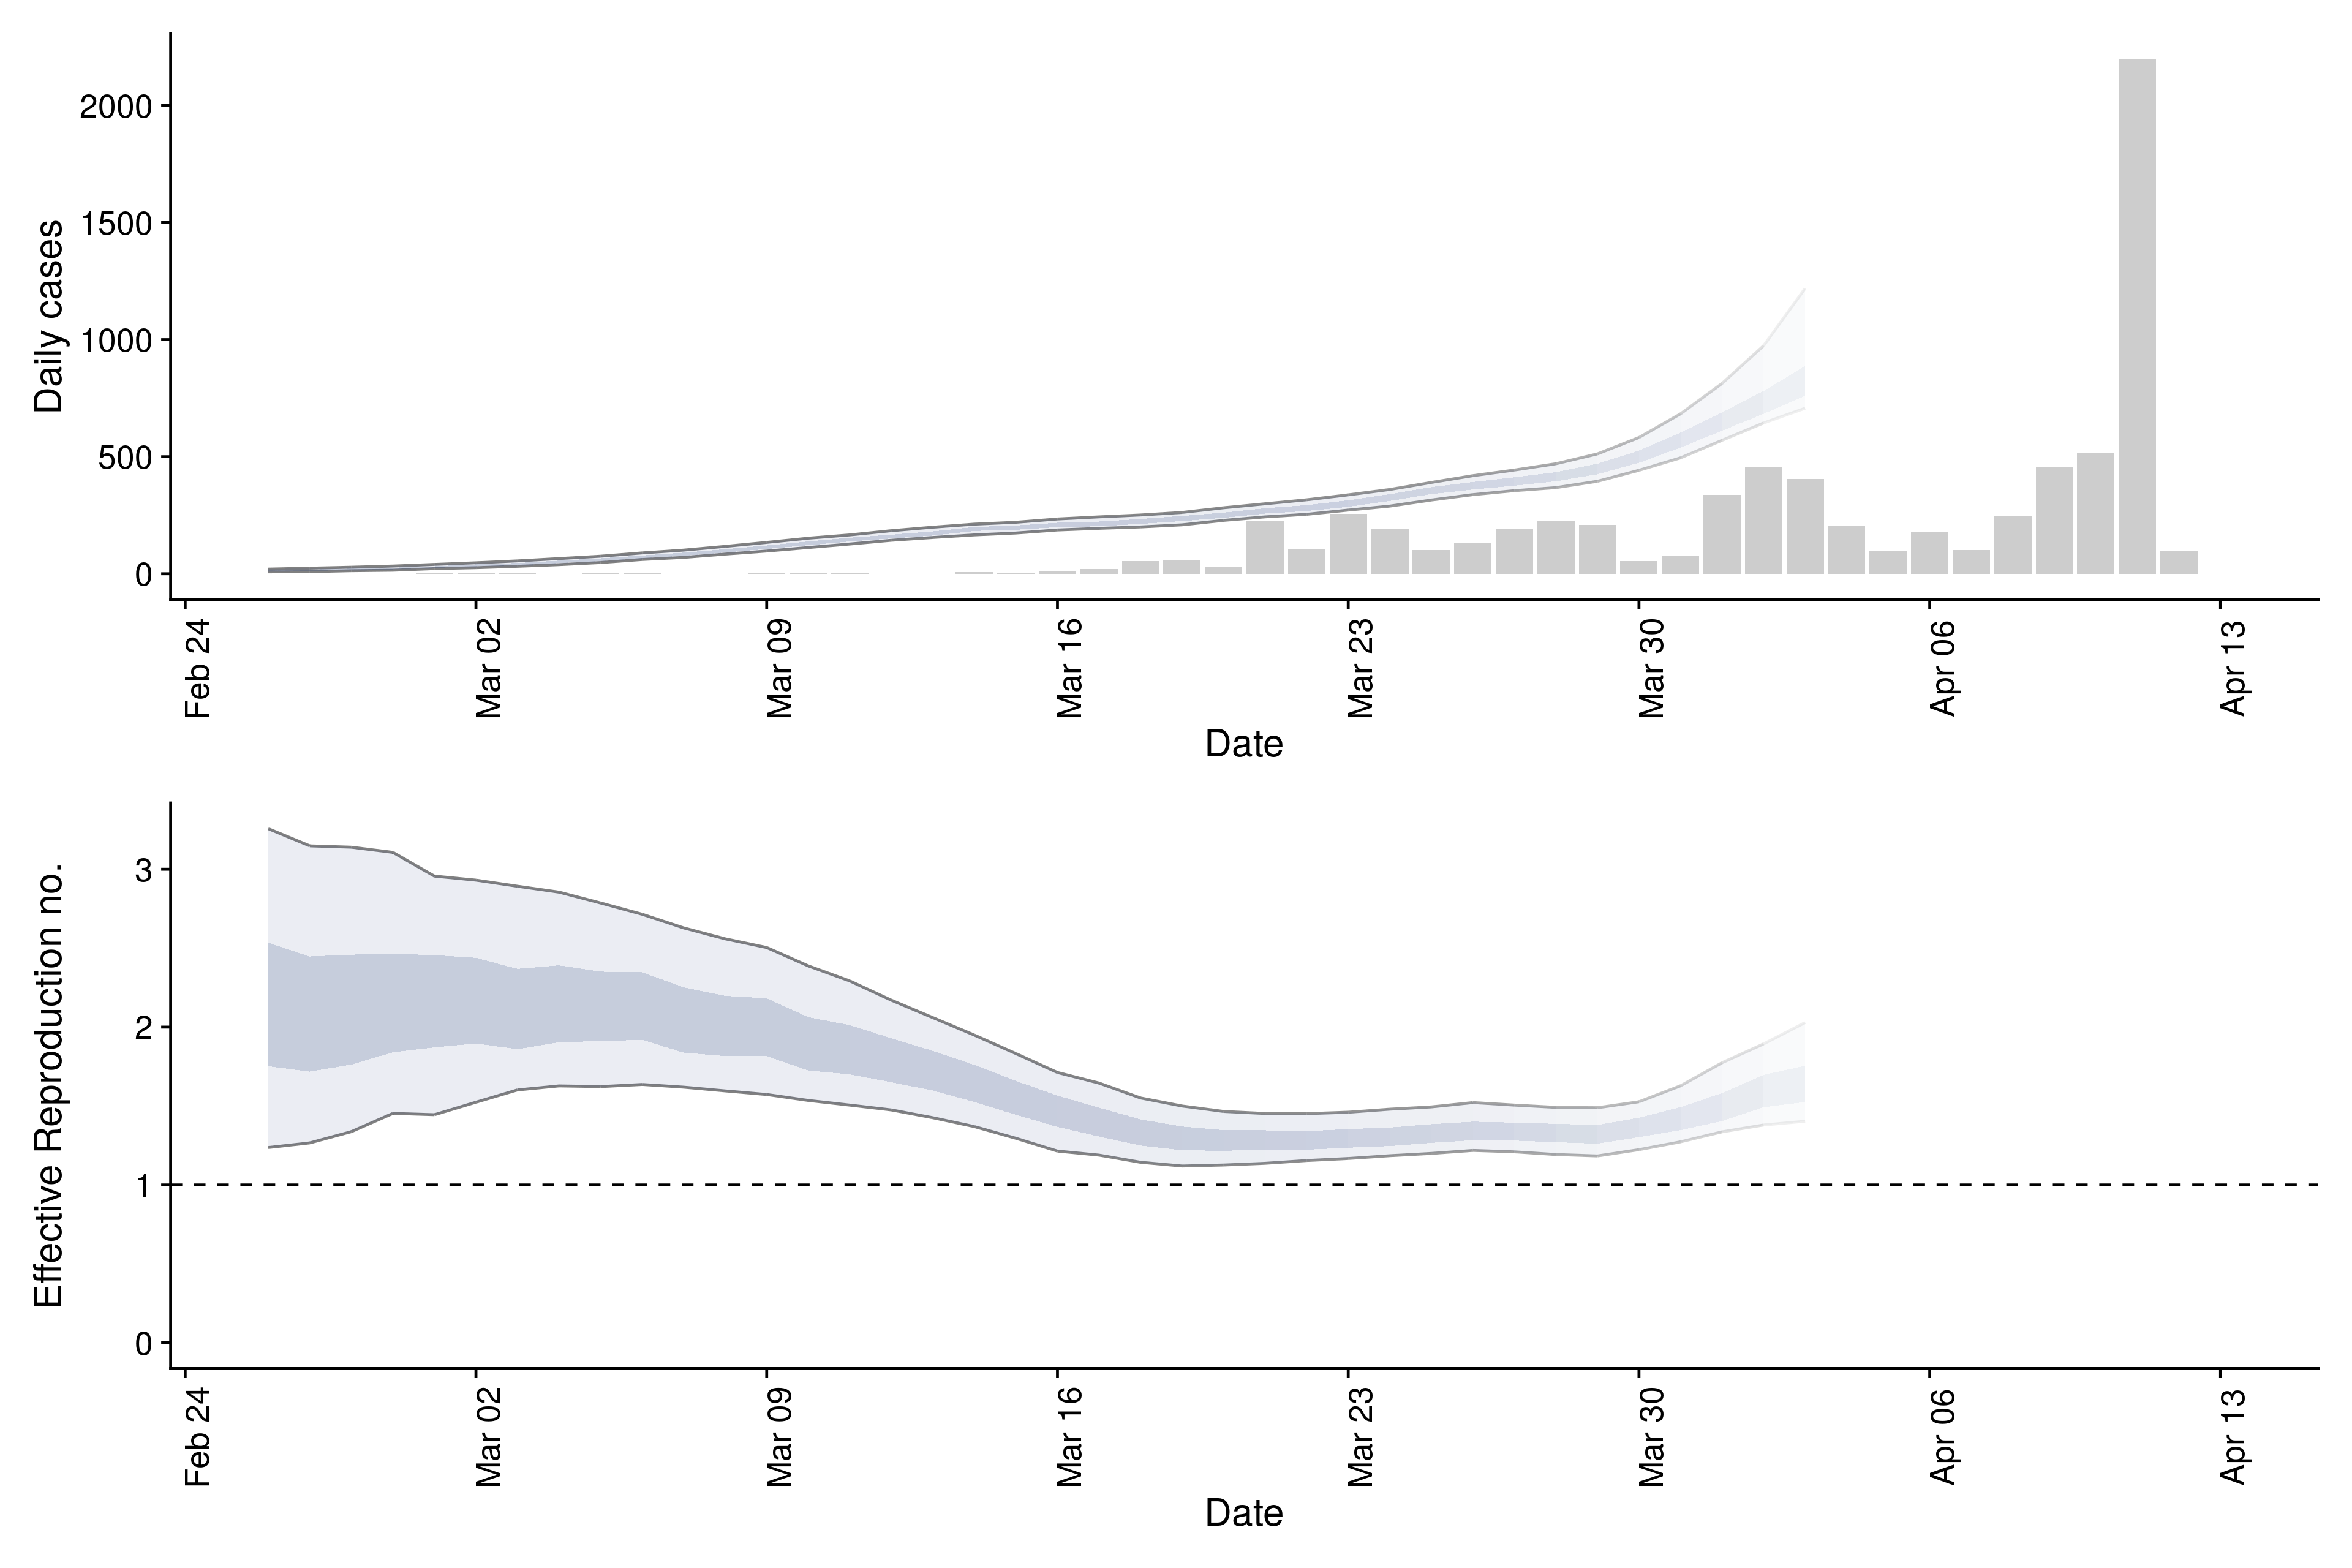 Daily cases
2000
1500
1000
500
0
Feb 24
Mar 02
Mar 09
Mar 16
Mar 23
Mar 30
Apr 06
Apr 13
Date
Effective Reproduction no.
3
2
1
0
Feb 24
Mar 02
Mar 09
Mar 16
Mar 23
Mar 30
Apr 06
Apr 13
Date